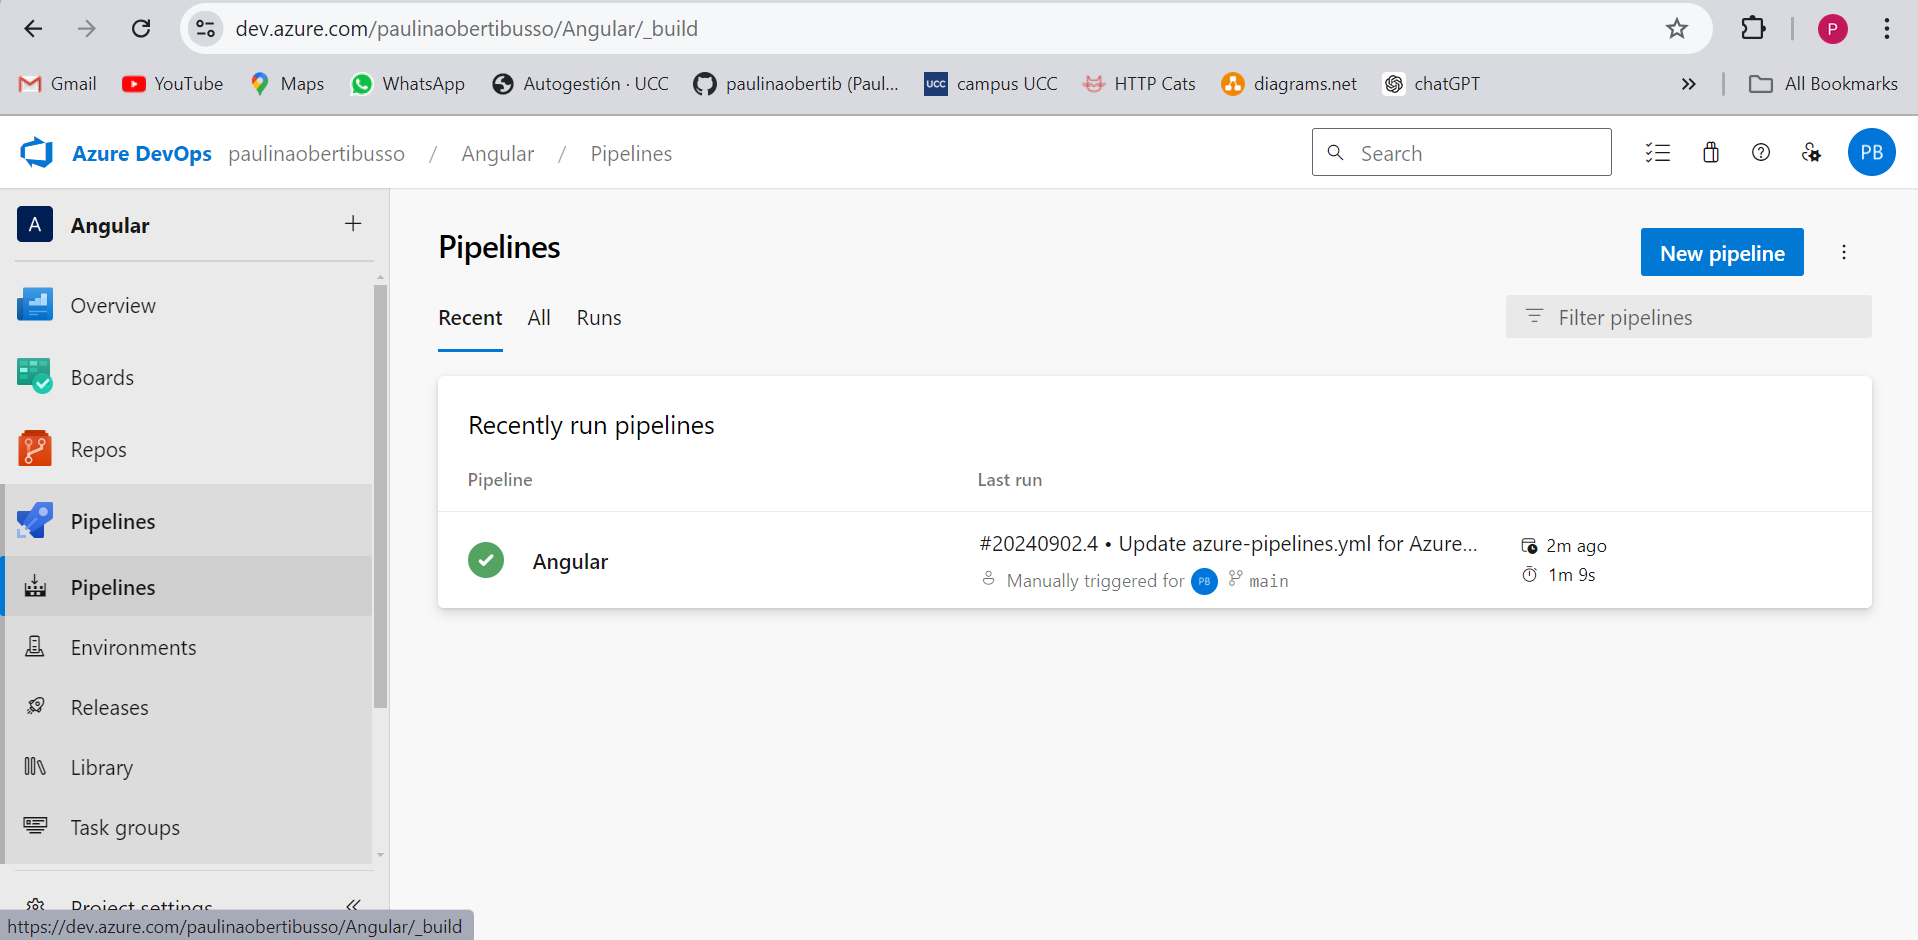 dev.azure.com/paulinaobertibusso/Angular/_build
P
Gmail YouTube Maps WhatsApp Autogestión · UCC paulinaobertib (Paul... UCC campus UCC HTTP Cats diagrams.net chatGPT All Bookmarks
Azure DevOps paulinaobertibusso / Angular / Pipelines Search PB
A Angular
Overview
Boards
Repos
Pipelines
Pipelines
Environments
Releases
Library
Task groups
Project settings
https://dev.azure.com/paulinaobertibusso/Angular/_build
Pipelines
New pipeline
Recent All Runs
Filter pipelines
Recently run pipelines
Pipeline Last run
Angular
#20240902.4 • Update azure-pipelines.yml for Azure... 2m ago
Manually triggered for PB main 1m 9s